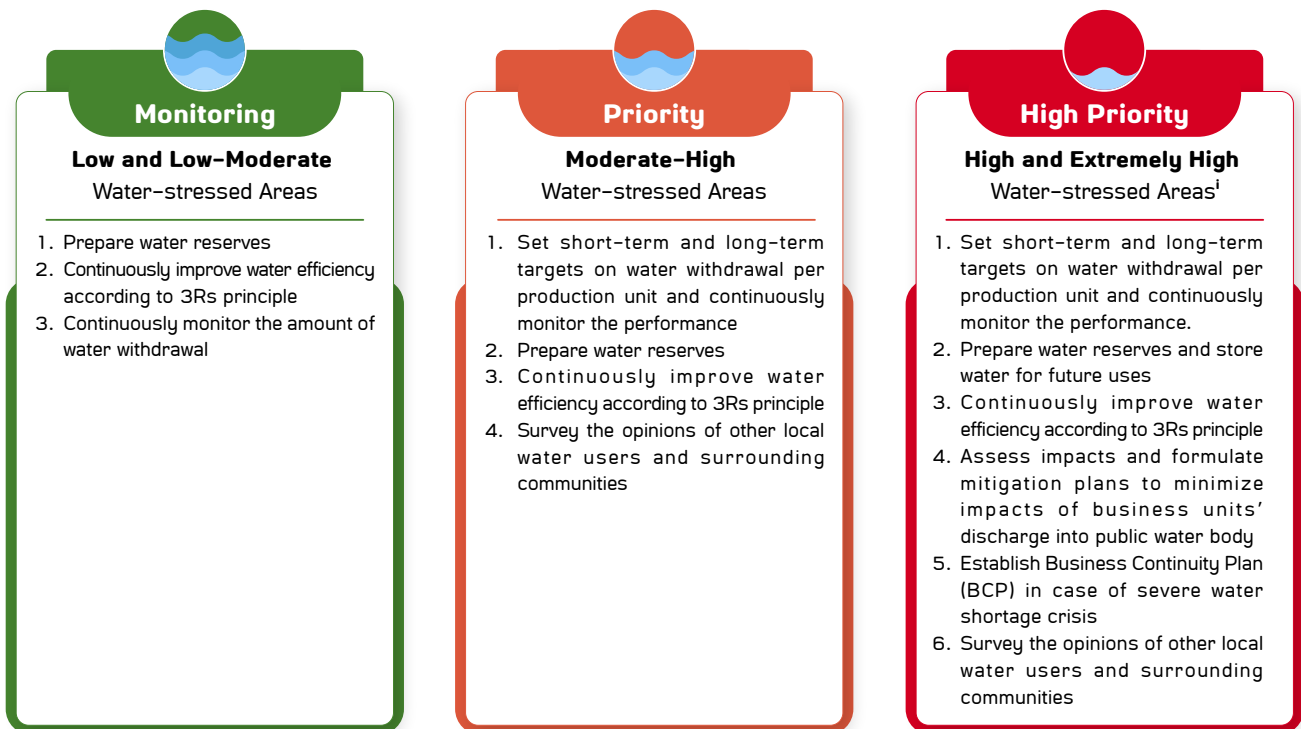 Monitoring
Low and Low-Moderate
Water-stressed Areas
1. Prepare water reserves
2. Continuously improve water efficiency
according to 3Rs principle
3. Continuously monitor the amount of
water withdrawal
Priority
Moderate-High
Water-stressed Areas
1. Set short-term and long-term
targets on water withdrawal per
production unit and continuously
monitor the performance
2. Prepare water reserves
3. Continuously improve water
efficiency according to 3Rs principle
4. Survey the opinions of other local
water users and surrounding
communities
High Priority
High and Extremely High
Water-stressed Areasⁱ
1. Set short-term and long-term
targets on water withdrawal per
production unit and continuously
monitor the performance.
2. Prepare water reserves and store
water for future uses
3. Continuously improve water
efficiency according to 3Rs principle
4. Assess impacts and formulate
mitigation plans to minimize
impacts of business units’
discharge into public water body
5. Establish Business Continuity Plan
(BCP) in case of severe water
shortage crisis
6. Survey the opinions of other local
water users and surrounding
communities